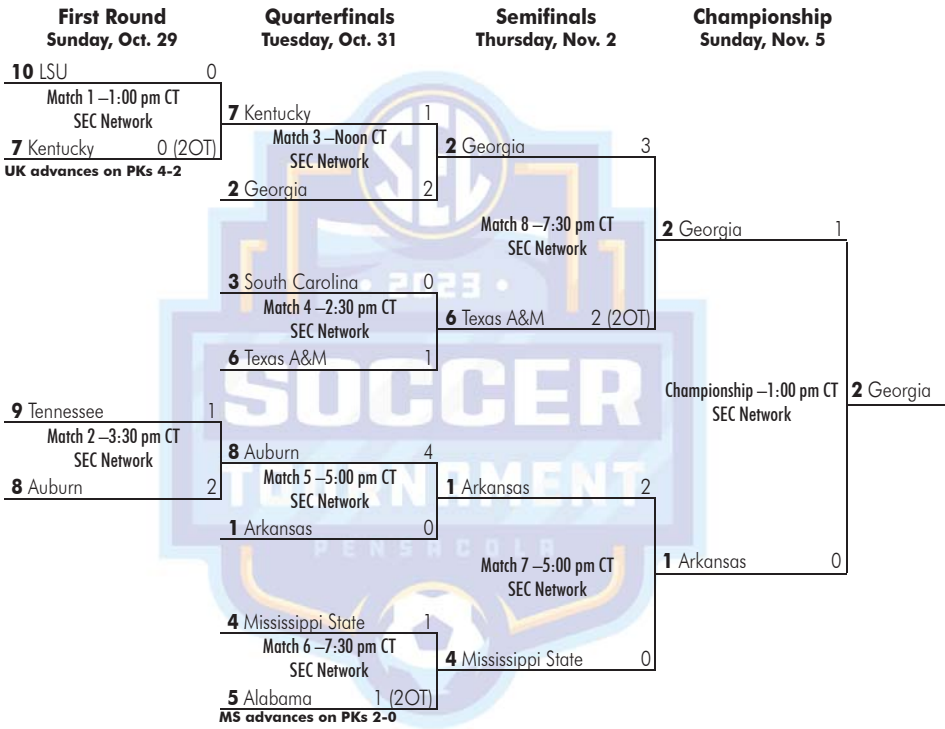 First Round
Sunday, Oct. 29
Quarterfinals
Tuesday, Oct. 31
Semifinals
Thursday, Nov. 2
Championship
Sunday, Nov. 5
10 LSU 0
Match 1 –1:00 pm CT
SEC Network
7 Kentucky 0 (2OT)
UK advances on PKs 4-2
9 Tennessee 1
Match 2 –3:30 pm CT
SEC Network
8 Auburn 2
7 Kentucky 1
Match 3 –Noon CT
SEC Network
2 Georgia 2
3 South Carolina 0
Match 4 –2:30 pm CT
SEC Network
6 Texas A&M 1
8 Auburn 4
Match 5 –5:00 pm CT
SEC Network
1 Arkansas 0
4 Mississippi State 1
Match 6 –7:30 pm CT
SEC Network
5 Alabama 1 (2OT)
MS advances on PKs 2-0
2 Georgia 3
Match 8 –7:30 pm CT
SEC Network
6 Texas A&M 2 (2OT)
1 Arkansas 2
Match 7 –5:00 pm CT
SEC Network
4 Mississippi State 0
2 Georgia 1
Championship –1:00 pm CT
SEC Network
1 Arkansas 0
2 Georgia
SEC
• 2023 •
SOCCER
TOURNAMENT
PENSACOLA